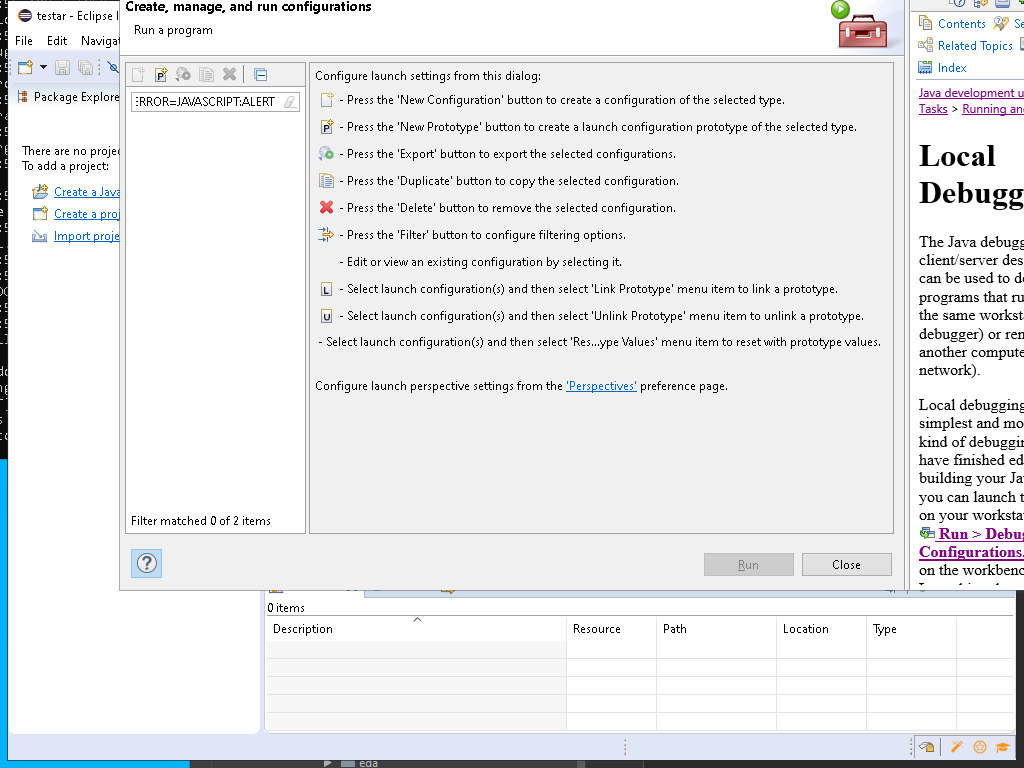 testar - Eclipse I
File Edit Navigat
Package Explore
There are no projec
To add a project:
Create a Java
Create a proj
Import proje
Create, manage, and run configurations
Run a program
:RROR=JAVASCRIPT:ALERT
Filter matched 0 of 2 items
Configure launch settings from this dialog:
- Press the 'New Configuration' button to create a configuration of the selected type.
- Press the 'New Prototype' button to create a launch configuration prototype of the selected type.
- Press the 'Export' button to export the selected configurations.
- Press the 'Duplicate' button to copy the selected configuration.
- Press the 'Delete' button to remove the selected configuration.
- Press the 'Filter' button to configure filtering options.
- Edit or view an existing configuration by selecting it.
- Select launch configuration(s) and then select 'Link Prototype' menu item to link a prototype.
- Select launch configuration(s) and then select 'Unlink Prototype' menu item to unlink a prototype.
- Select launch configuration(s) and then select 'Res...ype Values' menu item to reset with prototype values.
Configure launch perspective settings from the 'Perspectives' preference page.
Run Close
Contents Se
Related Topics
Index
Java development u
Tasks > Running an
Local
Debugg
The Java debugg
client/server des
can be used to de
programs that ru
the same worksta
debugger) or rem
another compute
network).
Local debugging
simplest and mo
kind of debuggin
have finished ed
building your Jav
you can launch t
on your worksta
Run > Debug
Configurations.
on the workbenc
0 items
Description Resource Path Location Type
eda